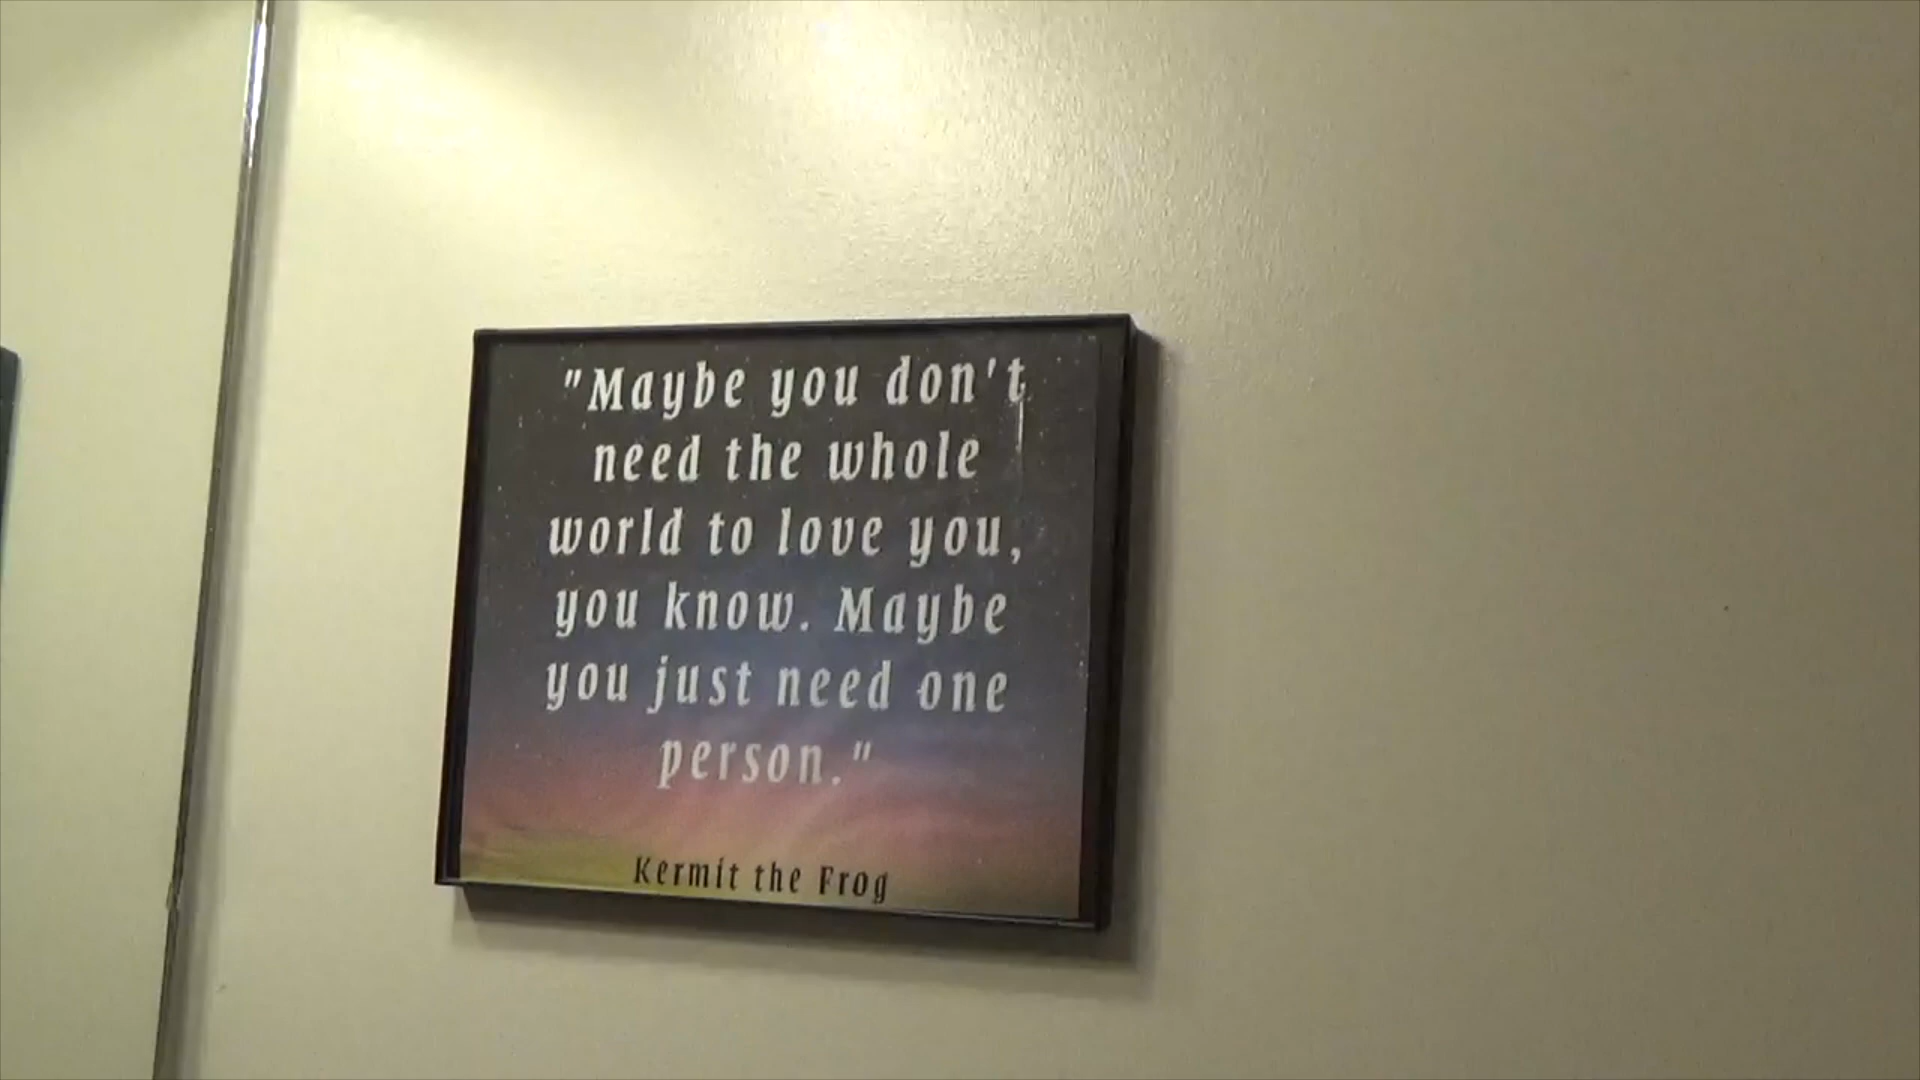 "Maybe you don't
need the whole
world to love you,
you know. Maybe
you just need one
person."
Kermit the Frog